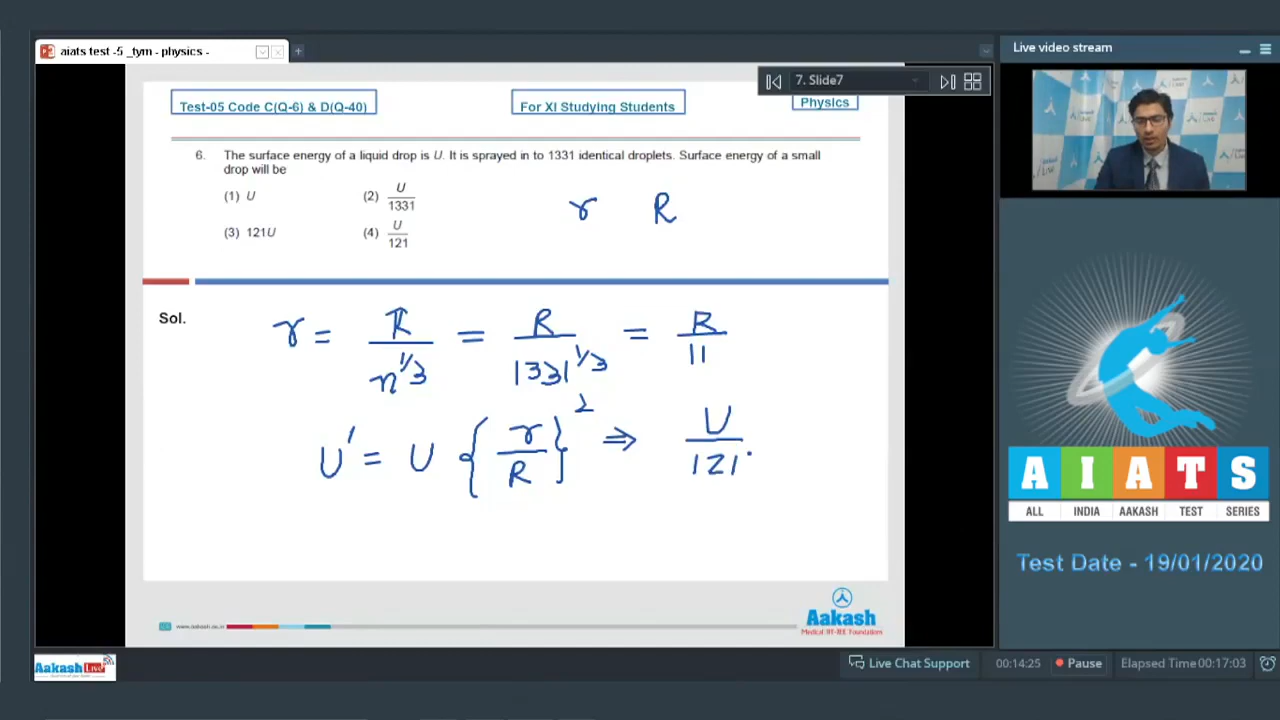 aiats test -5 _tym - physics -
Live video stream
7. Slide7
Test-05 Code C(Q-6) & D(Q-40)
For XI Studying Students
Physics
6. The surface energy of a liquid drop is U. It is sprayed in to 1331 identical droplets. Surface energy of a small
drop will be
(1) U (2) U/1331
(3) 121U (4) U/121
r R
Sol.
r = R/n^1/3 = R/1331^1/3 = R/11
U' = U {r/R}^2 ⇒ U/121.
A I A T S
ALL INDIA AAKASH TEST SERIES
Test Date - 19/01/2020
www.aakash.ac.in
Aakash
Medical|IIT-JEE|Foundations
Aakash Live
Live Chat Support
00:14:25
Pause
Elapsed Time 00:17:03